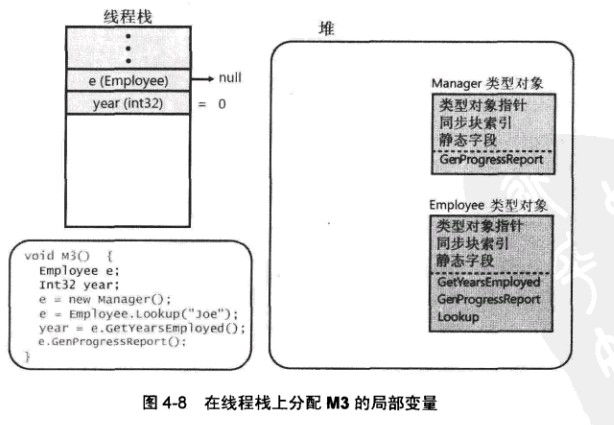 线程栈
e (Employee)
null
year (int32)
= 0
void M3() {
Employee e;
Int32 year;
e = new Manager();
e = Employee.Lookup("Joe");
year = e.GetYearsEmployed();
e.GenProgressReport();
}
堆
Manager 类型对象
类型对象指针
同步块索引
静态字段
GenProgressReport
Employee 类型对象
类型对象指针
同步块索引
静态字段
GetYearsEmployed
GenProgressReport
Lookup
图 4-8 在线程栈上分配 M3 的局部变量